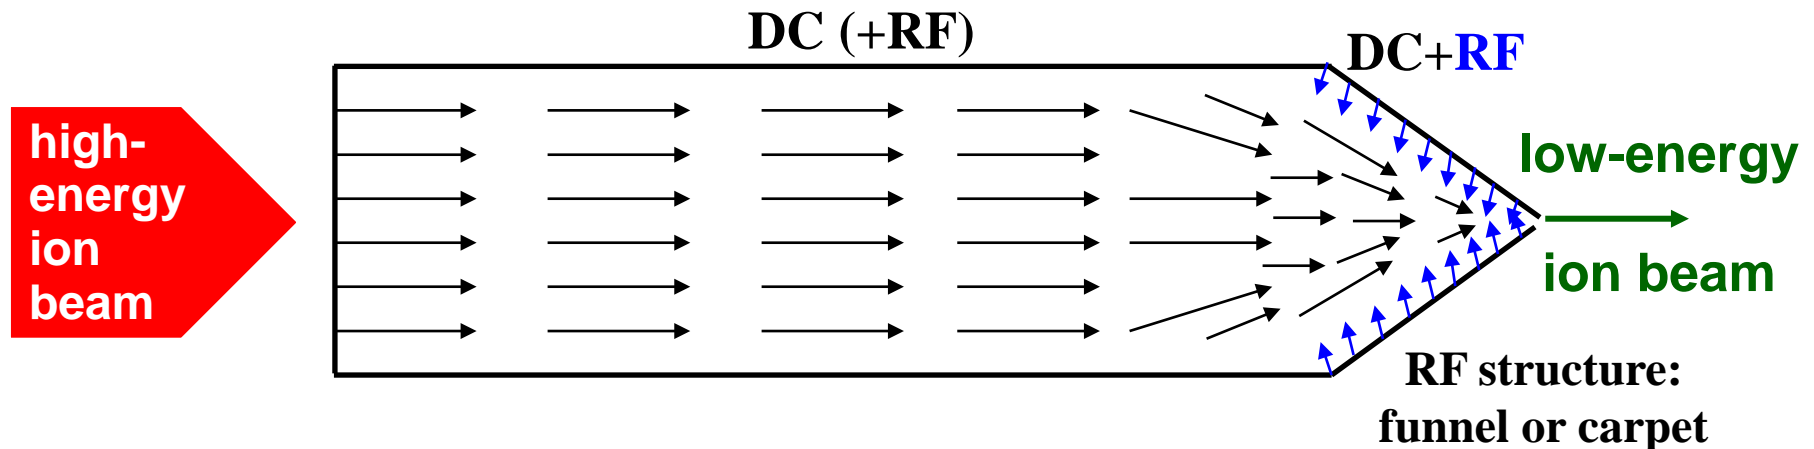 DC (+RF)
DC+RF
high-
energy
ion
beam
low-energy
ion beam
RF structure:
funnel or carpet